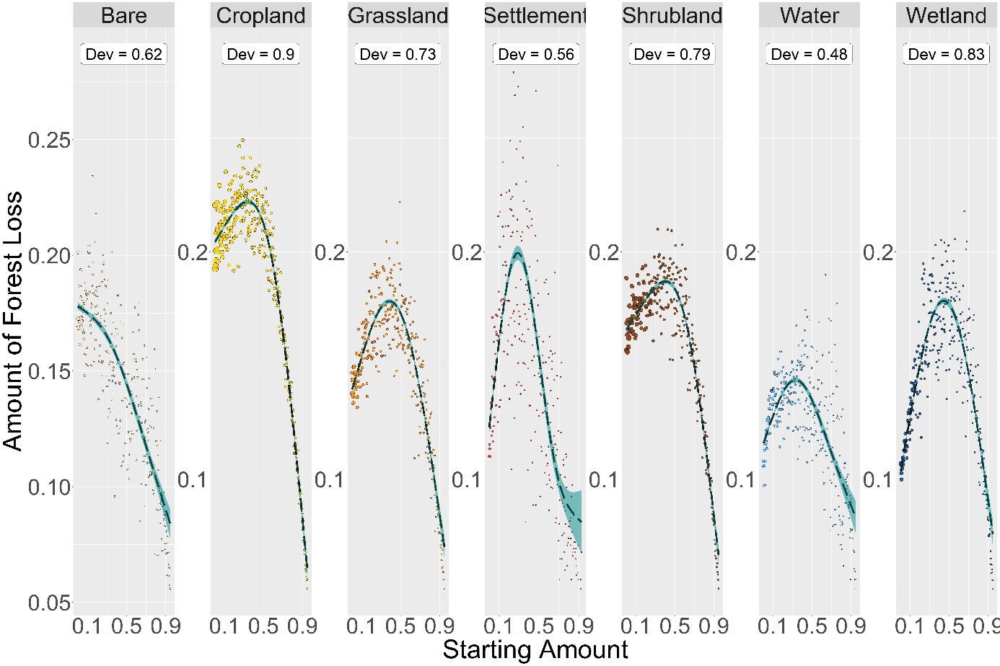 Bare Cropland Grassland Settlement Shrubland Water Wetland
Dev = 0.62 Dev = 0.9 Dev = 0.73 Dev = 0.56 Dev = 0.79 Dev = 0.48 Dev = 0.83
Amount of Forest Loss
0.25
0.20 0.2 0.2 0.2 0.2 0.2 0.2
0.15
0.10 0.1 0.1 0.1 0.1 0.1 0.1
0.05
0.1 0.5 0.9 0.1 0.5 0.9 0.1 0.5 0.9 0.1 0.5 0.9 0.1 0.5 0.9 0.1 0.5 0.9 0.1 0.5 0.9
Starting Amount